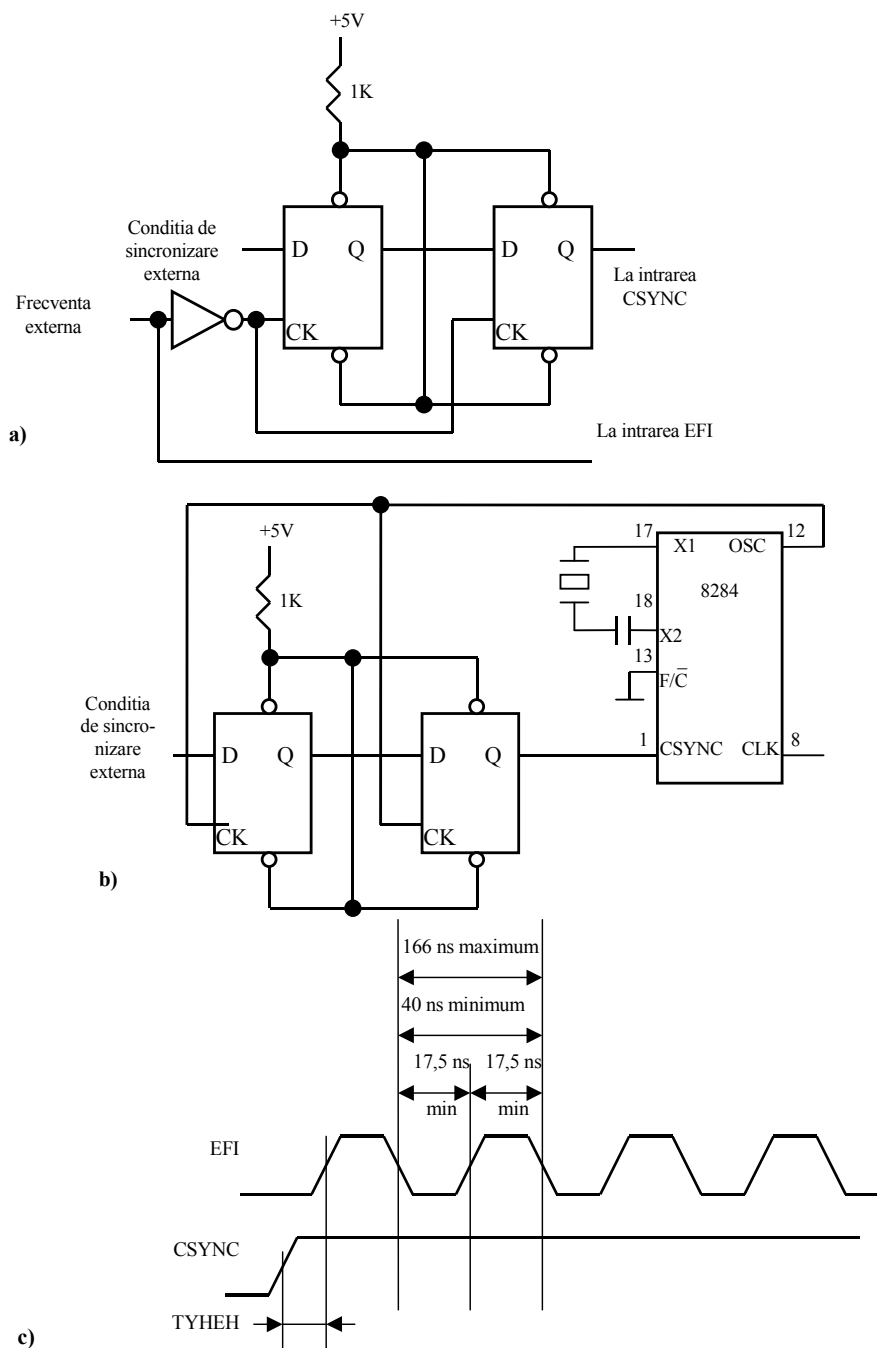 +5V
1K
Conditia de
sincronizare
externa
D Q
D Q
La intrarea
CSYNC
Frecventa
externa
CK
CK
La intrarea EFI
a)
+5V
1K
17
12
X1 OSC
8284
18
X2
13
F/C̅
Conditia
de sincro-
nizare
externa
D Q
D Q
1
8
CSYNC CLK
CK
CK
b)
166 ns maximum
40 ns minimum
17,5 ns 17,5 ns
min min
EFI
CSYNC
TYHEH
c)